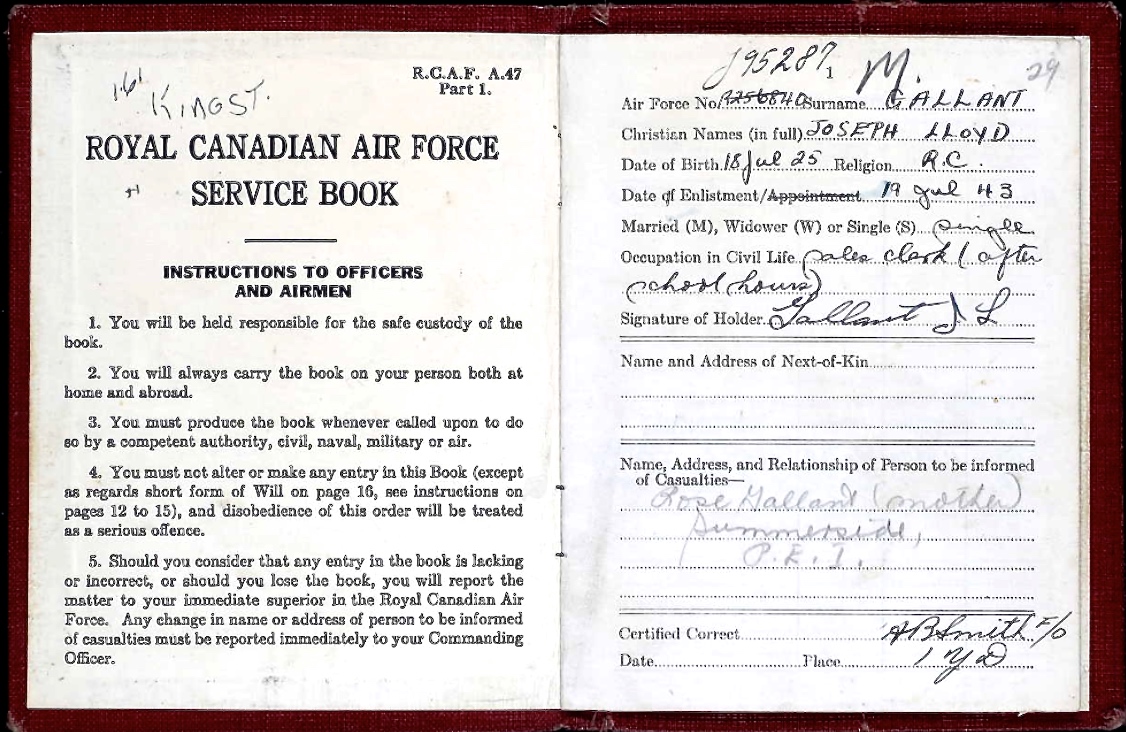 161
KINGST.
R.C.A.F. A.47
Part 1.
ROYAL CANADIAN AIR FORCE
SERVICE BOOK
INSTRUCTIONS TO OFFICERS
AND AIRMEN
1. You will be held responsible for the safe custody of the
book.
2. You will always carry the book on your person both at
home and abroad.
3. You must produce the book whenever called upon to do
so by a competent authority, civil, naval, military or air.
4. You must not alter or make any entry in this Book (except
as regards short form of Will on page 16, see instructions on
pages 12 to 15), and disobedience of this order will be treated
as a serious offence.
5. Should you consider that any entry in the book is lacking
or incorrect, or should you lose the book, you will report the
matter to your immediate superior in the Royal Canadian Air
Force. Any change in name or address of person to be informed
of casualties must be reported immediately to your Commanding
Officer.
J95287 1 M. 29
Air Force No. Surname GALLANT
Christian Names (in full) JOSEPH LLOYD
Date of Birth 18 Jul 25 Religion R.C.
Date of Enlistment/Appointment 19 Jul 43
Married (M), Widower (W) or Single (S) single
Occupation in Civil Life sales clerk (after
school hours)
Signature of Holder Gallant J L
Name and Address of Next-of-Kin
Name, Address, and Relationship of Person to be informed
of Casualties—
Rose Gallant (mother)
Summerside,
P.E.I.
Certified Correct ABSmith F/O
Date Place 1 Y D